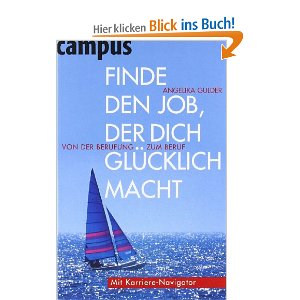 Hier klicken Blick ins Buch!
campus
FINDE
ANGELIKA GULDER
DEN JOB,
DER DICH
VON DER BERUFUNG ZUM BERUF
GLÜCKLICH
MACHT
Mit Karriere-Navigator